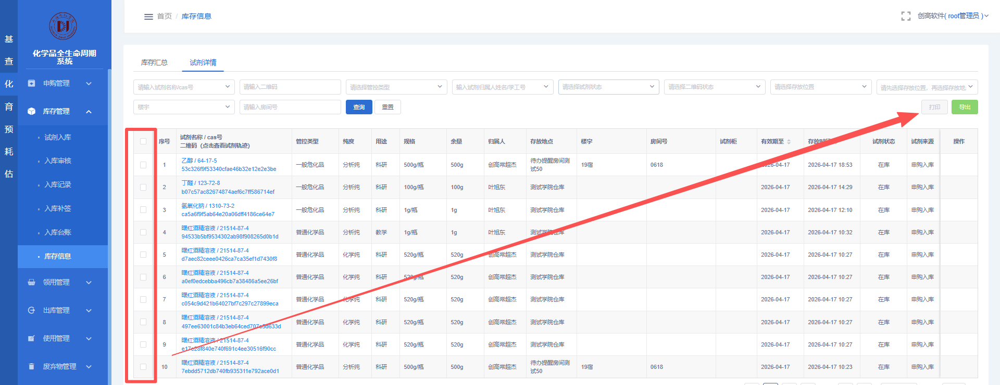 首页 / 库存信息
创高软件( root管理员 )
基
查
化
育
预
耗
估
化学品全生命周期
系统
申购管理
库存管理
试剂入库
入库审核
入库记录
入库补签
入库台账
库存信息
领用管理
出库管理
使用管理
废弃物管理
库存汇总 试剂详情
请输入试剂名称/cas号 请输入二维码 请选择管控类型 输入试剂归属人姓名/学工号 请选择试剂状态 请选择二维码状态 请选择存放位置 请先选择存放位置，再选择存放地
楼宇 请输入房间号 查询 重置 打印 导出
序号 试剂名称 / cas号 管控类型 纯度 用途 规格 余量 归属人 存放地点 楼宇 房间号 试剂柜 有效期至 存放时 试剂状态 试剂来源 操作
二维码（点击查看试剂轨迹）
1 乙醇 / 64-17-5 一般危化品 分析纯 科研 500g/瓶 500g 创高常超杰 待办提醒房间测 19宿 0618 2026-04-17 2026-04-17 18:53 在库 申购入库
53c326f9f53340cfae46b32e12e2e3be 试50
2 丁醛 / 123-72-8 一般危化品 分析纯 科研 100g/瓶 100g 叶旭东 测试学院仓库 2026-04-17 2026-04-17 14:29 在库 申购入库
b07c57ac82674874aef6c7ff586714ef
3 氢氧化钠 / 1310-73-2 一般危化品 分析纯 科研 1g/瓶 1g 叶旭东 测试学院仓库 2026-04-17 2026-04-17 12:10 在库 申购入库
ca5a6f9f5ab64e20a06dff4186ce64e7
4 曙红酒精溶液 / 21514-87-4 普通化学品 分析纯 教学 1g/瓶 1g 叶旭东 测试学院仓库 2026-04-17 2026-04-17 10:32 在库 申购入库
94533b5bf9534302ab98f908265d0b1d
5 曙红酒精溶液 / 21514-87-4 普通化学品 化学纯 科研 520g/瓶 520g 创高常超杰 测试学院仓库 2026-04-17 2026-04-17 10:27 在库 申购入库
d7aec82ceee0426ca7ca35ef1d7430f8
6 曙红酒精溶液 / 21514-87-4 普通化学品 化学纯 科研 520g/瓶 520g 创高常超杰 测试学院仓库 2026-04-17 2026-04-17 10:27 在库 申购入库
a0ef0edcebba496cb7a38486a5ee26bf
7 曙红酒精溶液 / 21514-87-4 普通化学品 化学纯 科研 520g/瓶 520g 创高常超杰 测试学院仓库 2026-04-17 2026-04-17 10:27 在库 申购入库
c054c9d421b64027bf7c297c27899eca
8 曙红酒精溶液 / 21514-87-4 普通化学品 化学纯 科研 520g/瓶 520g 创高常超杰 测试学院仓库 2026-04-17 2026-04-17 10:27 在库 申购入库
497ee63001c84b3eb64ced707e5d633d
9 曙红酒精溶液 / 21514-87-4 普通化学品 化学纯 科研 520g/瓶 520g 创高常超杰 测试学院仓库 2026-04-17 2026-04-17 10:27 在库 申购入库
e17e28f840e740f691c4ee30516f90cc
10 曙红酒精溶液 / 21514-87-4 普通化学品 分析纯 科研 500g/瓶 500g 创高常超杰 待办提醒房间测 19宿 0618 2026-04-17 2026-04-17 10:23 在库 申购入库
7ebdd5712db740fb935311e792ace0d1 试50